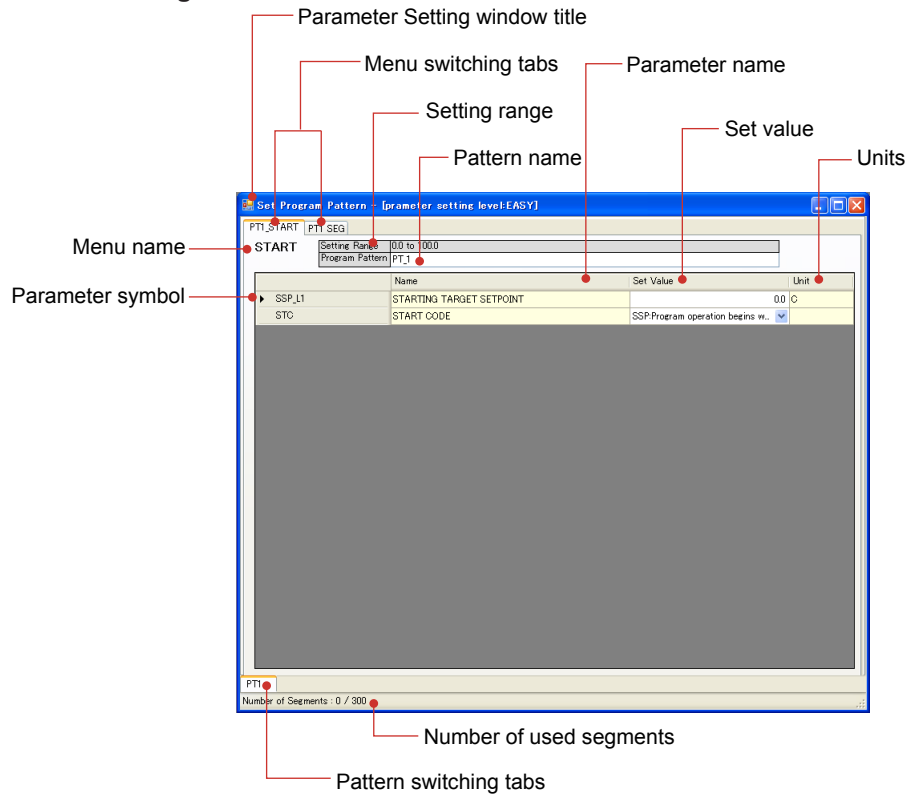 Parameter Setting window title
Menu switching tabs
Parameter name
Setting range
Set value
Pattern name
Units
Set Program Pattern - [prameter setting level:EASY]
PT1_START PT1 SEG
Menu name
START
Setting Range 0.0 to 100.0
Program Pattern PT_1
Name Set Value Unit
Parameter symbol
SSP_L1 STARTING TARGET SETPOINT 0.0 C
STC START CODE SSP:Program operation begins w...
PT1
Number of Segments : 0 / 300
Number of used segments
Pattern switching tabs